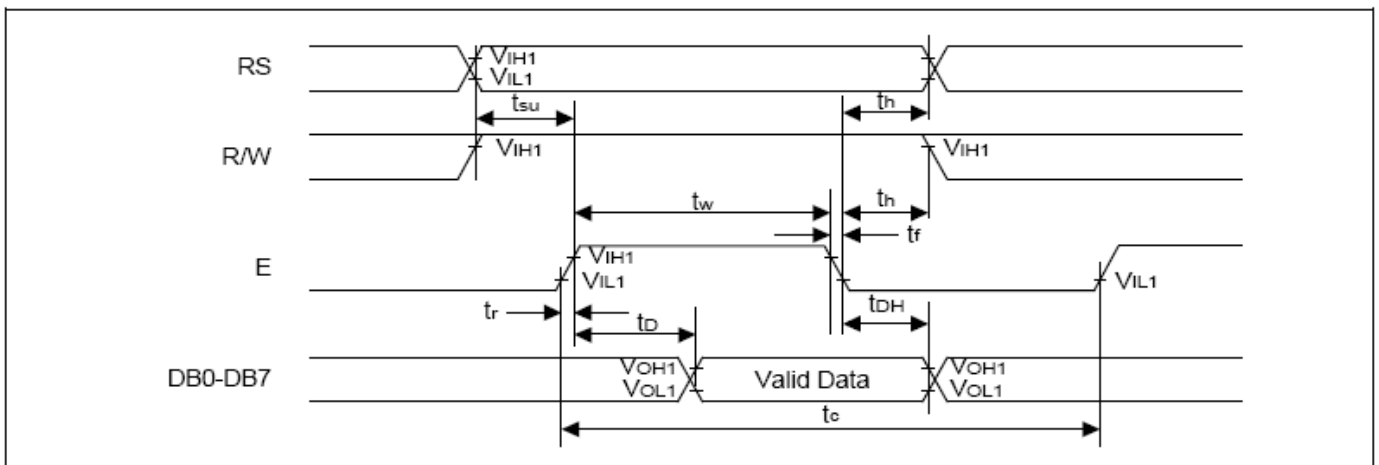 RS
VIH1
VIL1
tsu
th
R/W
VIH1
VIH1
tw
th
tf
E
VIH1
VIL1
VIL1
tr
tD
tDH
DB0-DB7
VOH1
VOL1
Valid Data
VOH1
VOL1
tc